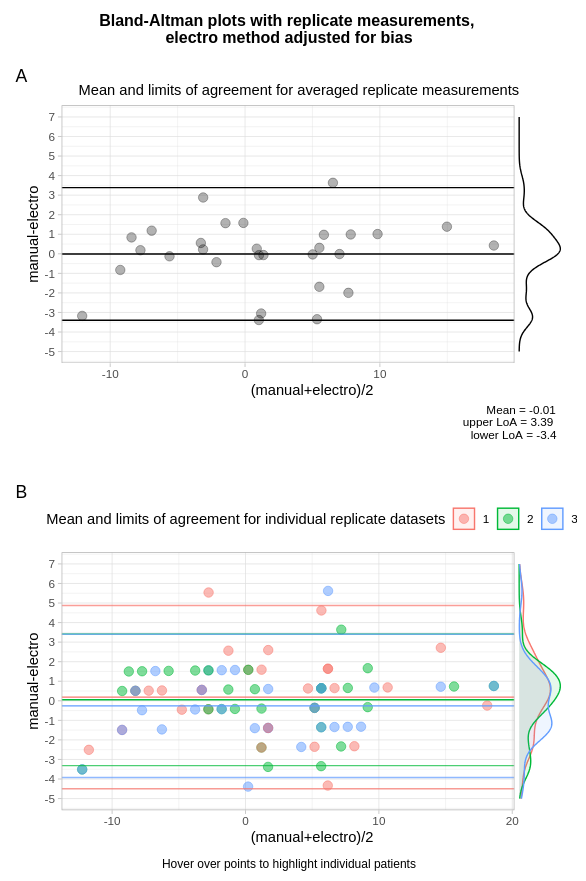 Bland-Altman plots with replicate measurements,
electro method adjusted for bias
A
Mean and limits of agreement for averaged replicate measurements
manual-electro
7
6
5
4
3
2
1
0
-1
-2
-3
-4
-5
-10 0 10
(manual+electro)/2
Mean = -0.01
upper LoA = 3.39
lower LoA = -3.4
B
Mean and limits of agreement for individual replicate datasets 1 2 3
manual-electro
7
6
5
4
3
2
1
0
-1
-2
-3
-4
-5
-10 0 10 20
(manual+electro)/2
Hover over points to highlight individual patients